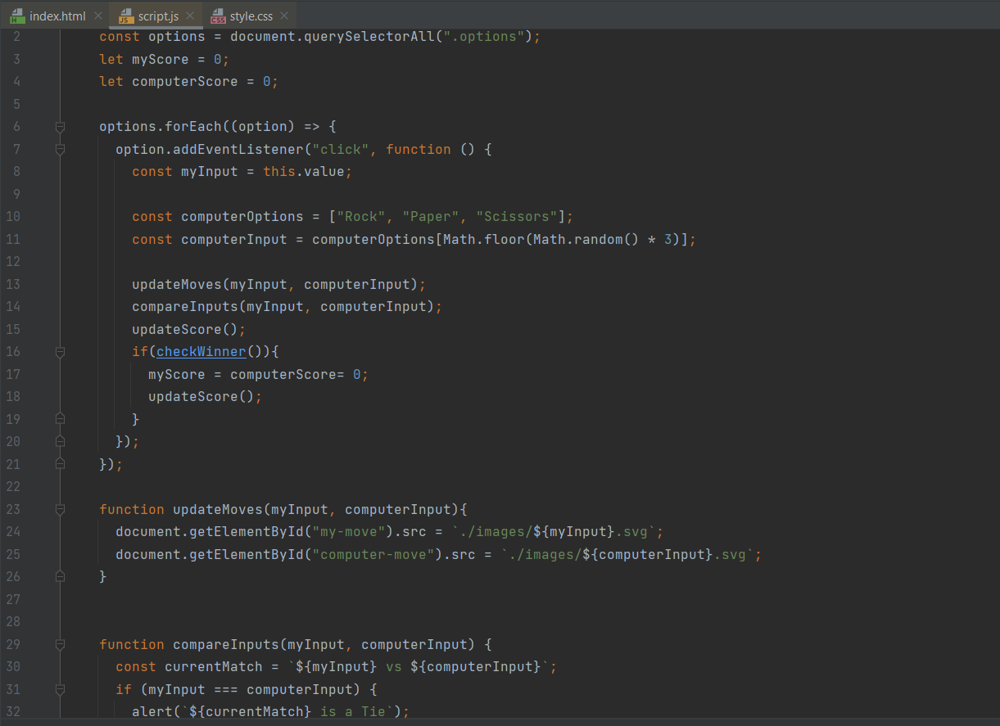 index.html script.js style.css
2 const options = document.querySelectorAll(".options");
3 let myScore = 0;
4 let computerScore = 0;
5
6 options.forEach((option) => {
7 option.addEventListener("click", function () {
8 const myInput = this.value;
9
10 const computerOptions = ["Rock", "Paper", "Scissors"];
11 const computerInput = computerOptions[Math.floor(Math.random() * 3)];
12
13 updateMoves(myInput, computerInput);
14 compareInputs(myInput, computerInput);
15 updateScore();
16 if(checkWinner()){
17 myScore = computerScore= 0;
18 updateScore();
19 }
20 });
21 });
22
23 function updateMoves(myInput, computerInput){
24 document.getElementById("my-move").src = `./images/${myInput}.svg`;
25 document.getElementById("computer-move").src = `./images/${computerInput}.svg`;
26 }
27
28
29 function compareInputs(myInput, computerInput) {
30 const currentMatch = `${myInput} vs ${computerInput}`;
31 if (myInput === computerInput) {
32 alert(`${currentMatch} is a Tie`);